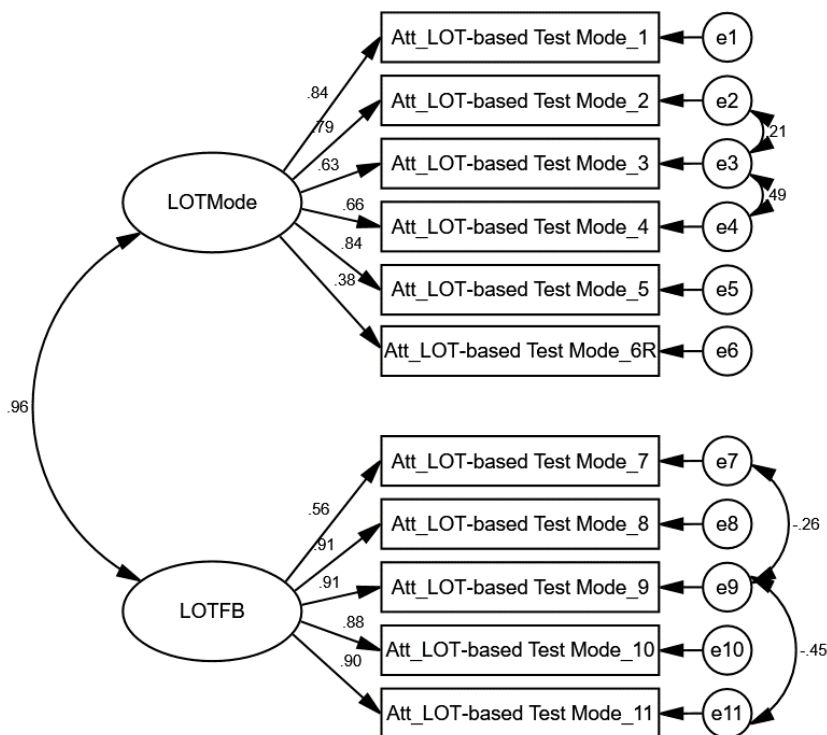 Att_LOT-based Test Mode_1
e1
.84
Att_LOT-based Test Mode_2
e2
.79
.21
Att_LOT-based Test Mode_3
e3
.63
LOTMode
.49
.66
Att_LOT-based Test Mode_4
e4
.84
Att_LOT-based Test Mode_5
e5
.38
Att_LOT-based Test Mode_6R
e6
.96
Att_LOT-based Test Mode_7
e7
.56
Att_LOT-based Test Mode_8
e8
-.26
.91
Att_LOT-based Test Mode_9
e9
.91
LOTFB
.88
Att_LOT-based Test Mode_10
e10
-.45
.90
Att_LOT-based Test Mode_11
e11